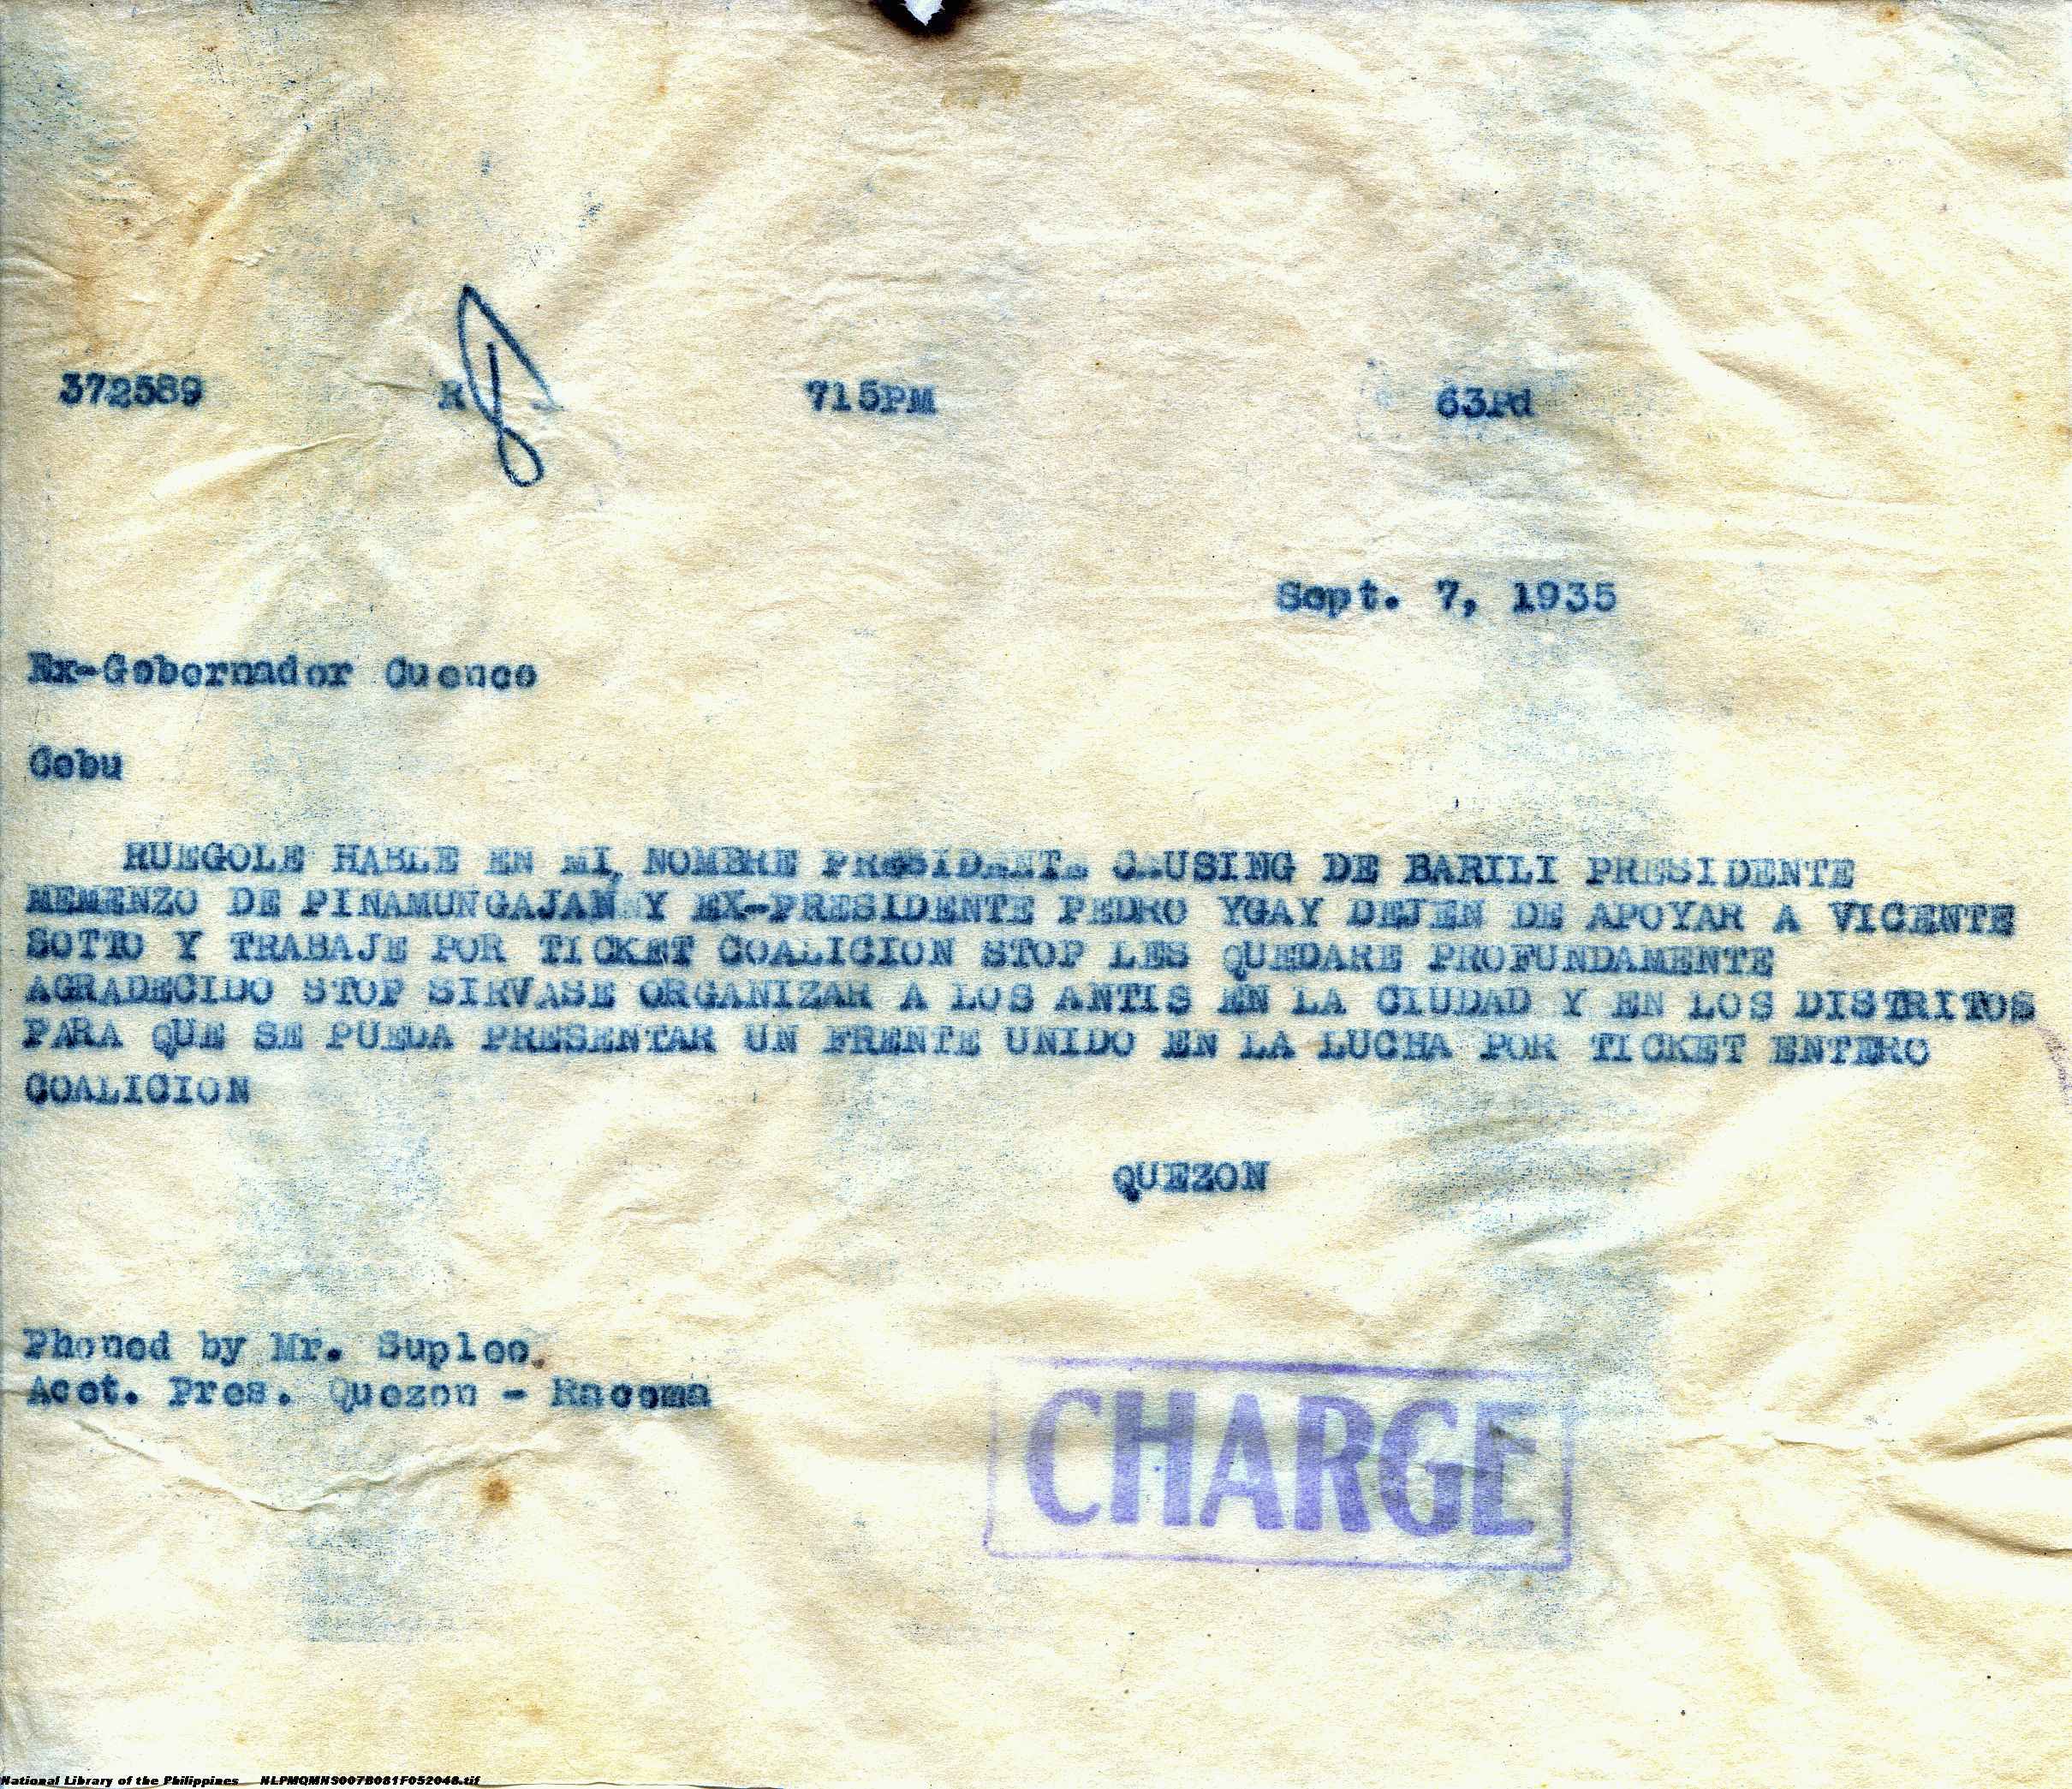 372589 R 715PM 63Pd
Sept. 7, 1935
Ex-Gobernador Cuenco
Cebu
RUEGOLE HABLE EN MI, NOMBRE PRESIDENTE CAUSING DE BARILI PRESIDENTE
MEMENZO DE PINAMUNGAJAN Y EX-PRESIDENTE PEDRO YGAY DEJEN DE APOYAR A VICENTE
SOTTO Y TRABAJE POR TICKET COALICION STOP LES QUEDARE PROFUNDAMENTE
AGRADECIDO STOP SIRVASE ORGANIZAR A LOS ANTIS EN LA CIUDAD Y EN LOS DISTRITOS
PARA QUE SE PUEDA PRESENTAR UN FRENTE UNIDO EN LA LUCHA POR TICKET ENTERO
COALICION
QUEZON
Phoned by Mr. Suplee.
Acct. Pres. Quezon - Racoma
CHARGE
National Library of the Philippines NLPMQMNS007B081F052048.tif